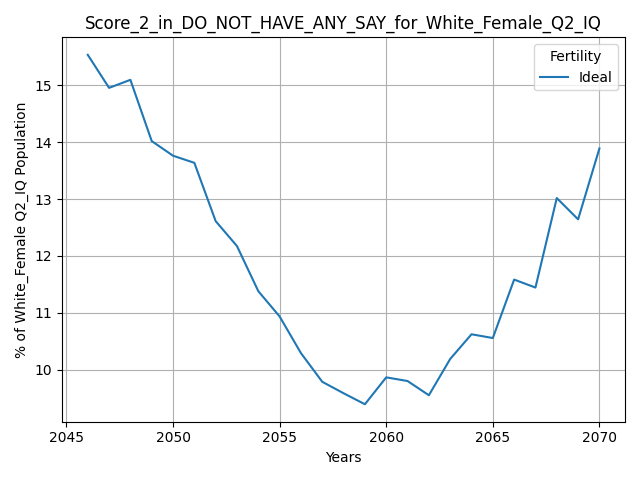 Score_2_in_DO_NOT_HAVE_ANY_SAY_for_White_Female_Q2_IQ
Fertility
Ideal
% of White_Female Q2_IQ Population
15
14
13
12
11
10
2045 2050 2055 2060 2065 2070
Years